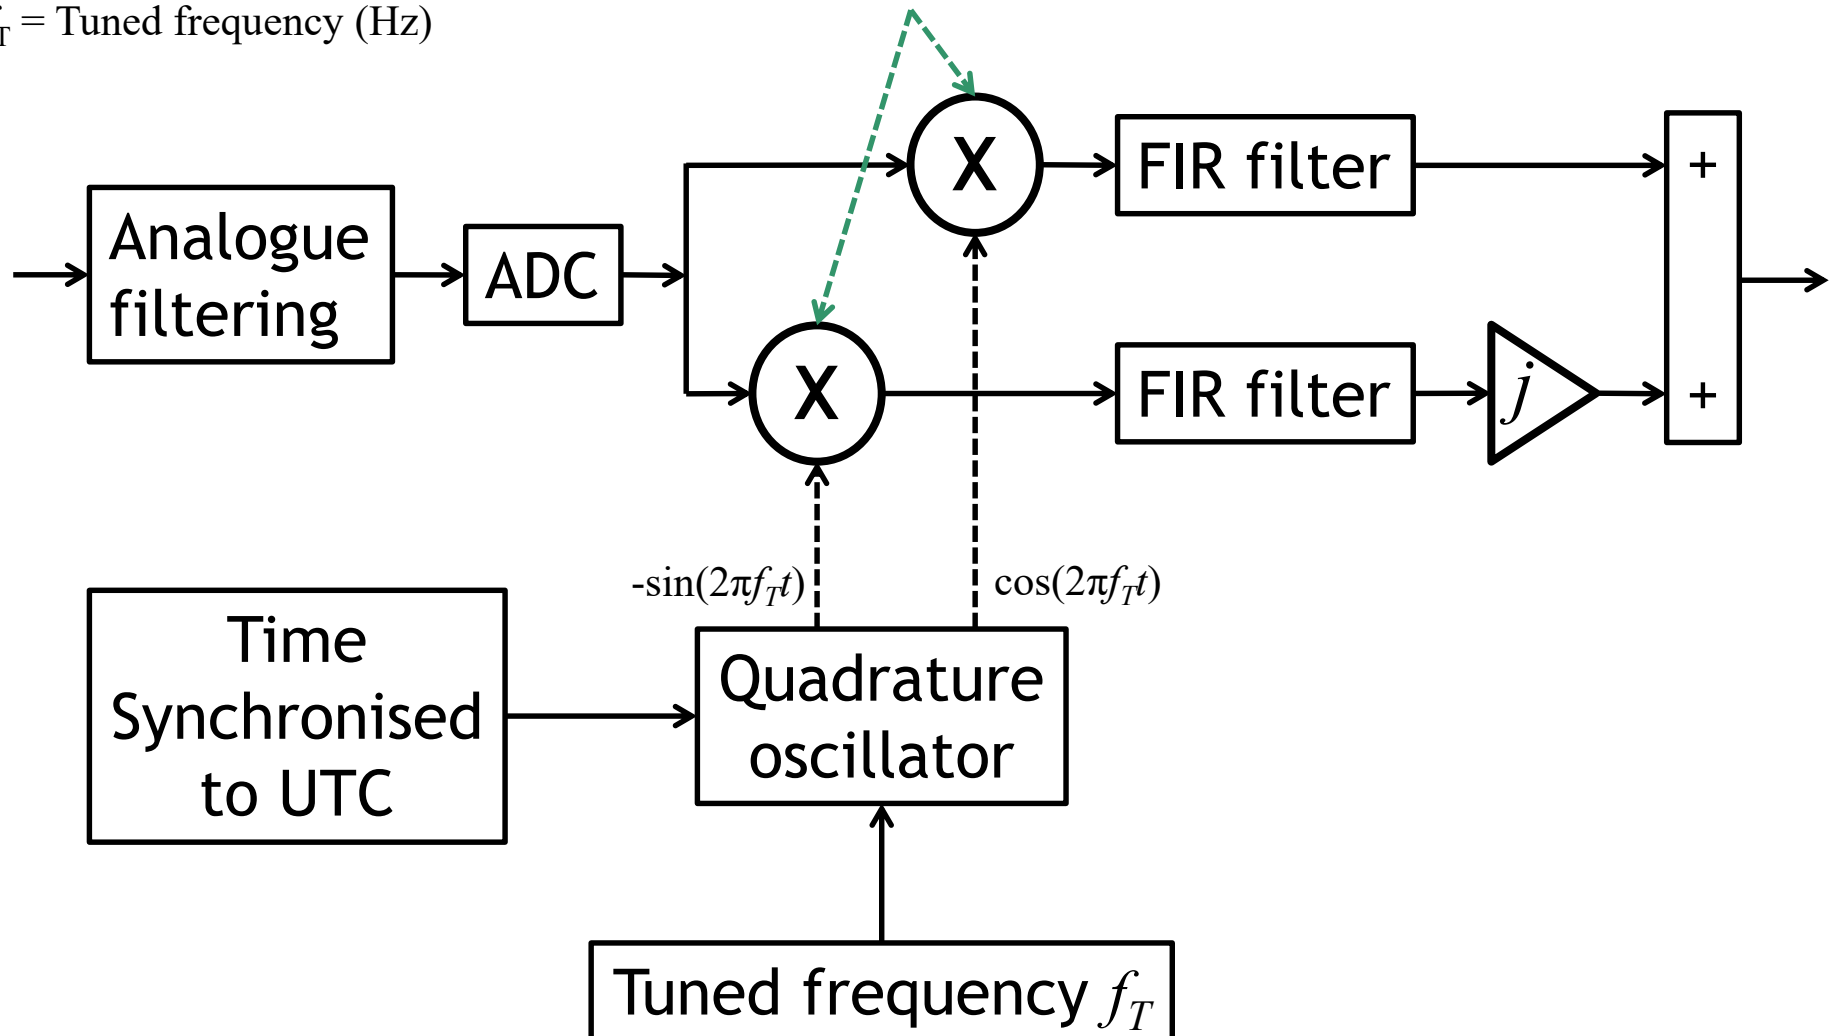 T = Tuned frequency (Hz)
X
FIR filter
+
Analogue
filtering
ADC
X
FIR filter
j
+
-sin(2πf_Tt)
cos(2πf_Tt)
Time
Synchronised
to UTC
Quadrature
oscillator
Tuned frequency f_T